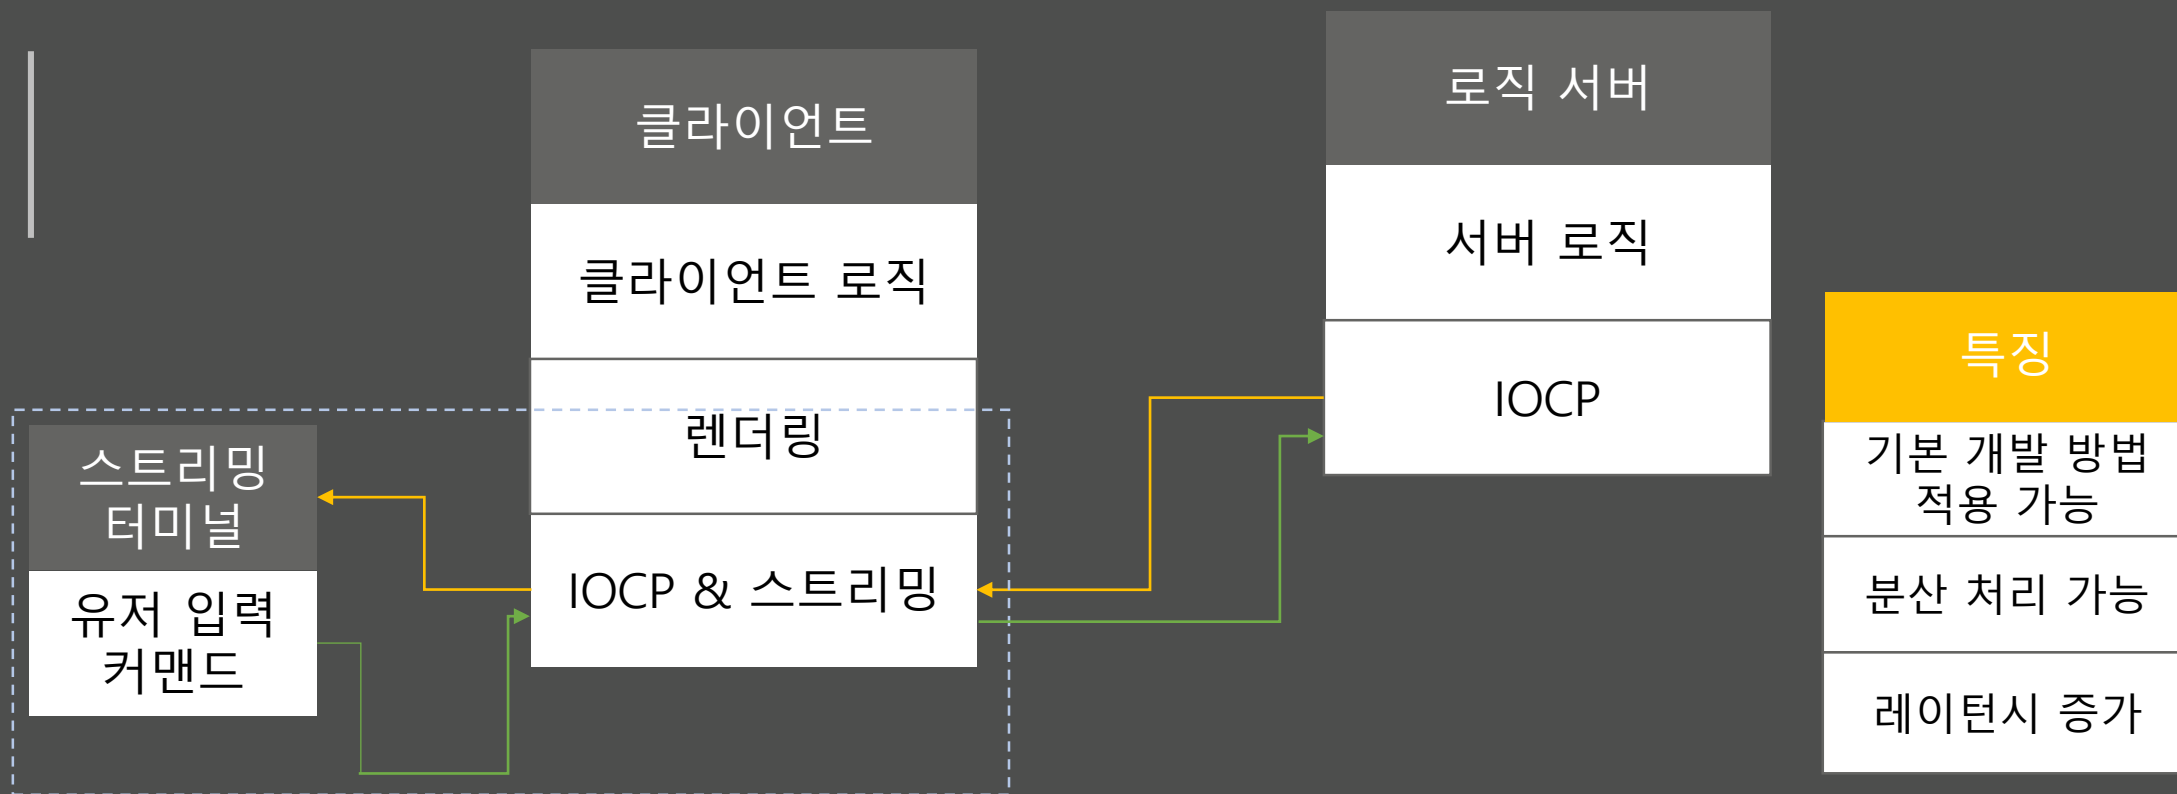 클라이언트
클라이언트 로직
렌더링
IOCP & 스트리밍
스트리밍
터미널
유저 입력
커맨드
로직 서버
서버 로직
IOCP
특징
기본 개발 방법
적용 가능
분산 처리 가능
레이턴시 증가